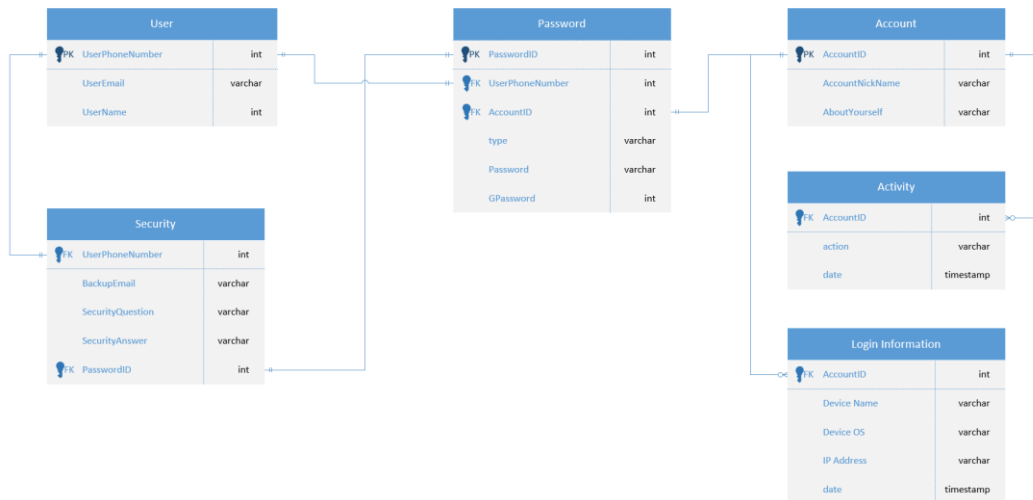 User
PK UserPhoneNumber int
UserEmail varchar
UserName int
Password
PK PasswordID int
FK UserPhoneNumber int
FK AccountID int
type varchar
Password varchar
GPassword int
Account
PK AccountID int
AccountNickName varchar
AboutYourself varchar
Security
FK UserPhoneNumber int
BackupEmail varchar
SecurityQuestion varchar
SecurityAnswer varchar
FK PasswordID int
Activity
FK AccountID int
action varchar
date timestamp
Login Information
FK AccountID int
Device Name varchar
Device OS varchar
IP Address varchar
date timestamp